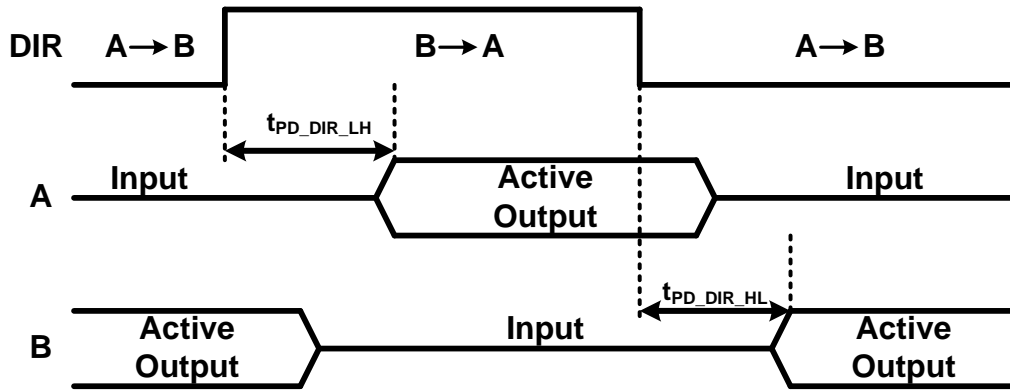 DIR A→B B→A A→B
tPD_DIR_LH
A Input Active Output Input
tPD_DIR_HL
B Active Output Input Active Output